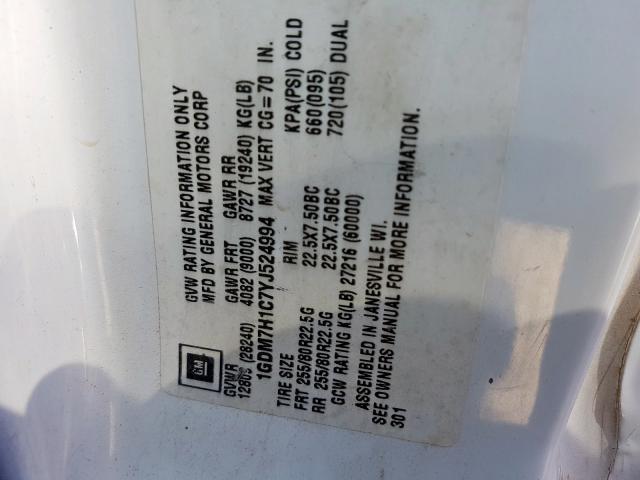 GVW RATING INFORMATION ONLY
MFD BY GENERAL MOTORS CORP
GM
GVWR GAWR FRT GAWR RR
(28240) 4082 (9000) 8727 (19240) KG(LB)
1GDM7H1C7YJ524994 MAX VERT CG=70 IN.
TIRE SIZE RIM KPA(PSI) COLD
FRT 255/80R22.5G 22.5X7.50BC 660(095)
RR 255/80R22.5G 22.5X7.50BC 720(105) DUAL
GCW RATING KG(LB) 27216 (60000)
ASSEMBLED IN JANESVILLE WI.
SEE OWNERS MANUAL FOR MORE INFORMATION.
301